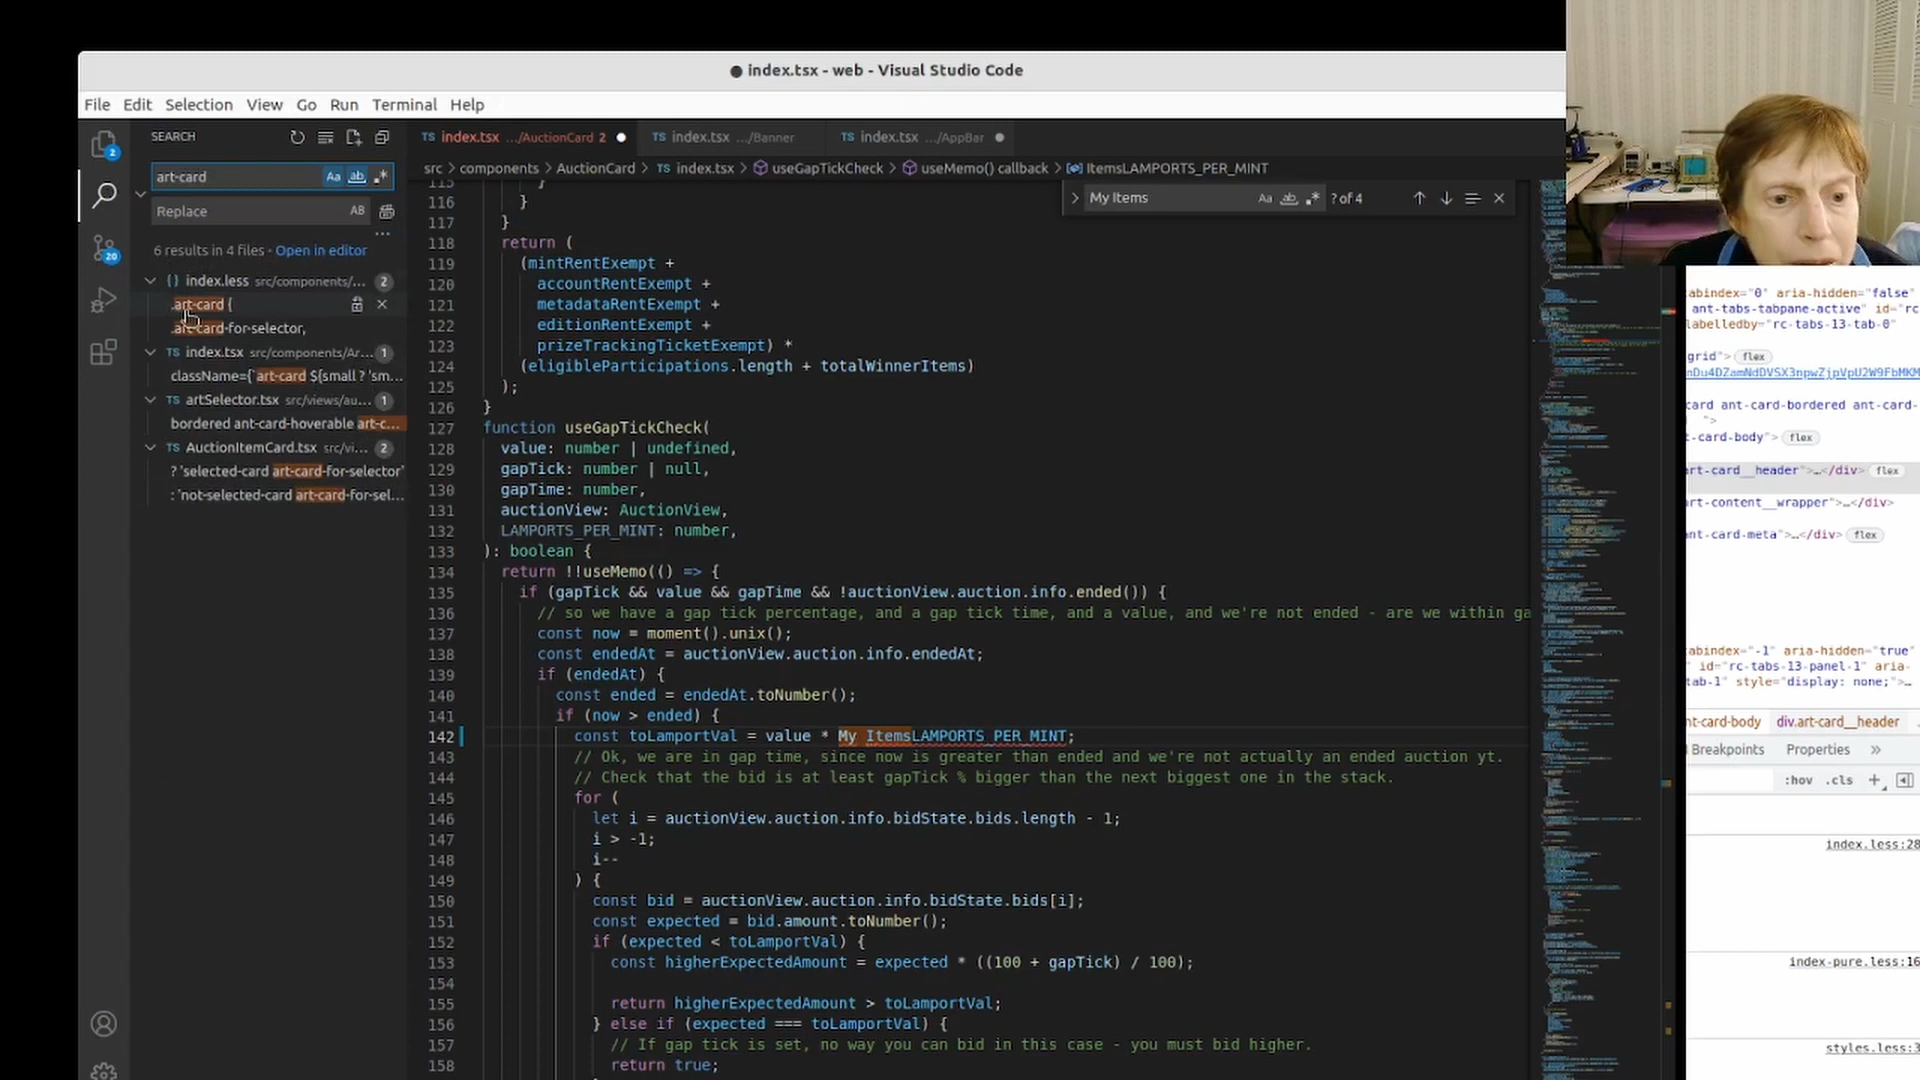 index.tsx - web - Visual Studio Code
File Edit Selection View Go Run Terminal Help
SEARCH
art-card
Aa ab .*
Replace
AB
6 results in 4 files - Open in editor
{} index.less src/components/... 2
.art-card {
.art-card-for-selector,
TS index.tsx src/components/Ar... 1
className={`art-card ${small ? 'sm...
TS artSelector.tsx src/views/au... 1
bordered ant-card-hoverable art-c...
TS AuctionItemCard.tsx src/vi... 2
? 'selected-card art-card-for-selector'
: 'not-selected-card art-card-for-sel...
2
20
TS index.tsx .../AuctionCard 2
TS index.tsx .../Banner
TS index.tsx .../AppBar
src > components > AuctionCard > TS index.tsx > useGapTickCheck > useMemo() callback > ItemsLAMPORTS_PER_MINT
My Items Aa ab .* ? of 4
115 }
116 }
117 }
118 return (
119 (mintRentExempt +
120 accountRentExempt +
121 metadataRentExempt +
122 editionRentExempt +
123 prizeTrackingTicketExempt) *
124 (eligibleParticipations.length + totalWinnerItems)
125 );
126 }
127 function useGapTickCheck(
128 value: number | undefined,
129 gapTick: number | null,
130 gapTime: number,
131 auctionView: AuctionView,
132 LAMPORTS_PER_MINT: number,
133 ): boolean {
134 return !!useMemo(() => {
135 if (gapTick && value && gapTime && !auctionView.auction.info.ended()) {
136 // so we have a gap tick percentage, and a gap tick time, and a value, and we're not ended - are we within ga
137 const now = moment().unix();
138 const endedAt = auctionView.auction.info.endedAt;
139 if (endedAt) {
140 const ended = endedAt.toNumber();
141 if (now > ended) {
142 const toLamportVal = value * My ItemsLAMPORTS_PER_MINT;
143 // Ok, we are in gap time, since now is greater than ended and we're not actually an ended auction yt.
144 // Check that the bid is at least gapTick % bigger than the next biggest one in the stack.
145 for (
146 let i = auctionView.auction.info.bidState.bids.length - 1;
147 i > -1;
148 i--
149 ) {
150 const bid = auctionView.auction.info.bidState.bids[i];
151 const expected = bid.amount.toNumber();
152 if (expected < toLamportVal) {
153 const higherExpectedAmount = expected * ((100 + gapTick) / 100);
154
155 return higherExpectedAmount > toLamportVal;
156 } else if (expected === toLamportVal) {
157 // If gap tick is set, no way you can bid in this case - you must bid higher.
158 return true;
abindex="0" aria-hidden="false"
ant-tabs-tabpane-active" id="rc
labelledby="rc-tabs-13-tab-0"
grid"> flex
nDu4DZamNdDVSX3npwZjpVpU2W9FbMKM
card ant-card-bordered ant-card-
">
t-card-body"> flex
art-card__header">…</div> flex
art-content__wrapper">…</div>
ant-card-meta">…</div> flex
abindex="-1" aria-hidden="true"
id="rc-tabs-13-panel-1" aria-
tab-1" style="display: none;">…
nt-card-body div.art-card__header
Breakpoints Properties »
:hov .cls +
index.less:28
index-pure.less:16
styles.less:3